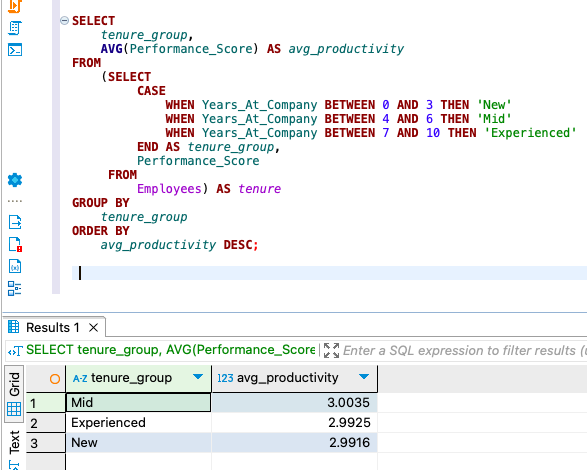 SELECT
tenure_group,
AVG(Performance_Score) AS avg_productivity
FROM
(SELECT
CASE
WHEN Years_At_Company BETWEEN 0 AND 3 THEN 'New'
WHEN Years_At_Company BETWEEN 4 AND 6 THEN 'Mid'
WHEN Years_At_Company BETWEEN 7 AND 10 THEN 'Experienced'
END AS tenure_group,
Performance_Score
FROM
Employees) AS tenure
GROUP BY
tenure_group
ORDER BY
avg_productivity DESC;
Results 1
SELECT tenure_group, AVG(Performance_Score Enter a SQL expression to filter results (
Grid
Text
A-Z tenure_group 123 avg_productivity
1 Mid 3.0035
2 Experienced 2.9925
3 New 2.9916